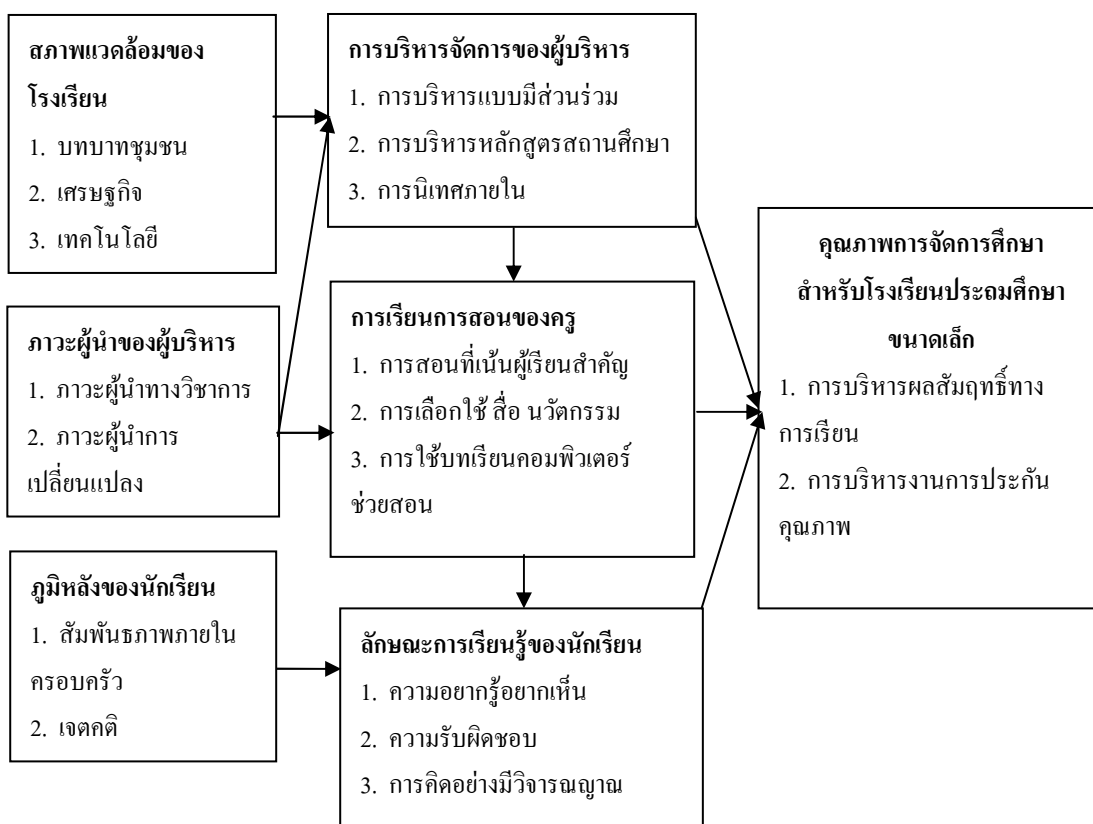 สภาพแวดล้อมของ
โรงเรียน
1. บทบาทชุมชน
2. เศรษฐกิจ
3. เทคโนโลยี
ภาวะผู้นำของผู้บริหาร
1. ภาวะผู้นำทางวิชาการ
2. ภาวะผู้นำการ
เปลี่ยนแปลง
ภูมิหลังของนักเรียน
1. สัมพันธภาพภายใน
ครอบครัว
2. เจตคติ
การบริหารจัดการของผู้บริหาร
1. การบริหารแบบมีส่วนร่วม
2. การบริหารหลักสูตรสถานศึกษา
3. การนิเทศภายใน
การเรียนการสอนของครู
1. การสอนที่เน้นผู้เรียนสำคัญ
2. การเลือกใช้ สื่อ นวัตกรรม
3. การใช้บทเรียนคอมพิวเตอร์
ช่วยสอน
ลักษณะการเรียนรู้ของนักเรียน
1. ความอยากรู้อยากเห็น
2. ความรับผิดชอบ
3. การคิดอย่างมีวิจารณญาณ
คุณภาพการจัดการศึกษา
สำหรับโรงเรียนประถมศึกษา
ขนาดเล็ก
1. การบริหารผลสัมฤทธิ์ทาง
การเรียน
2. การบริหารงานการประกัน
คุณภาพ